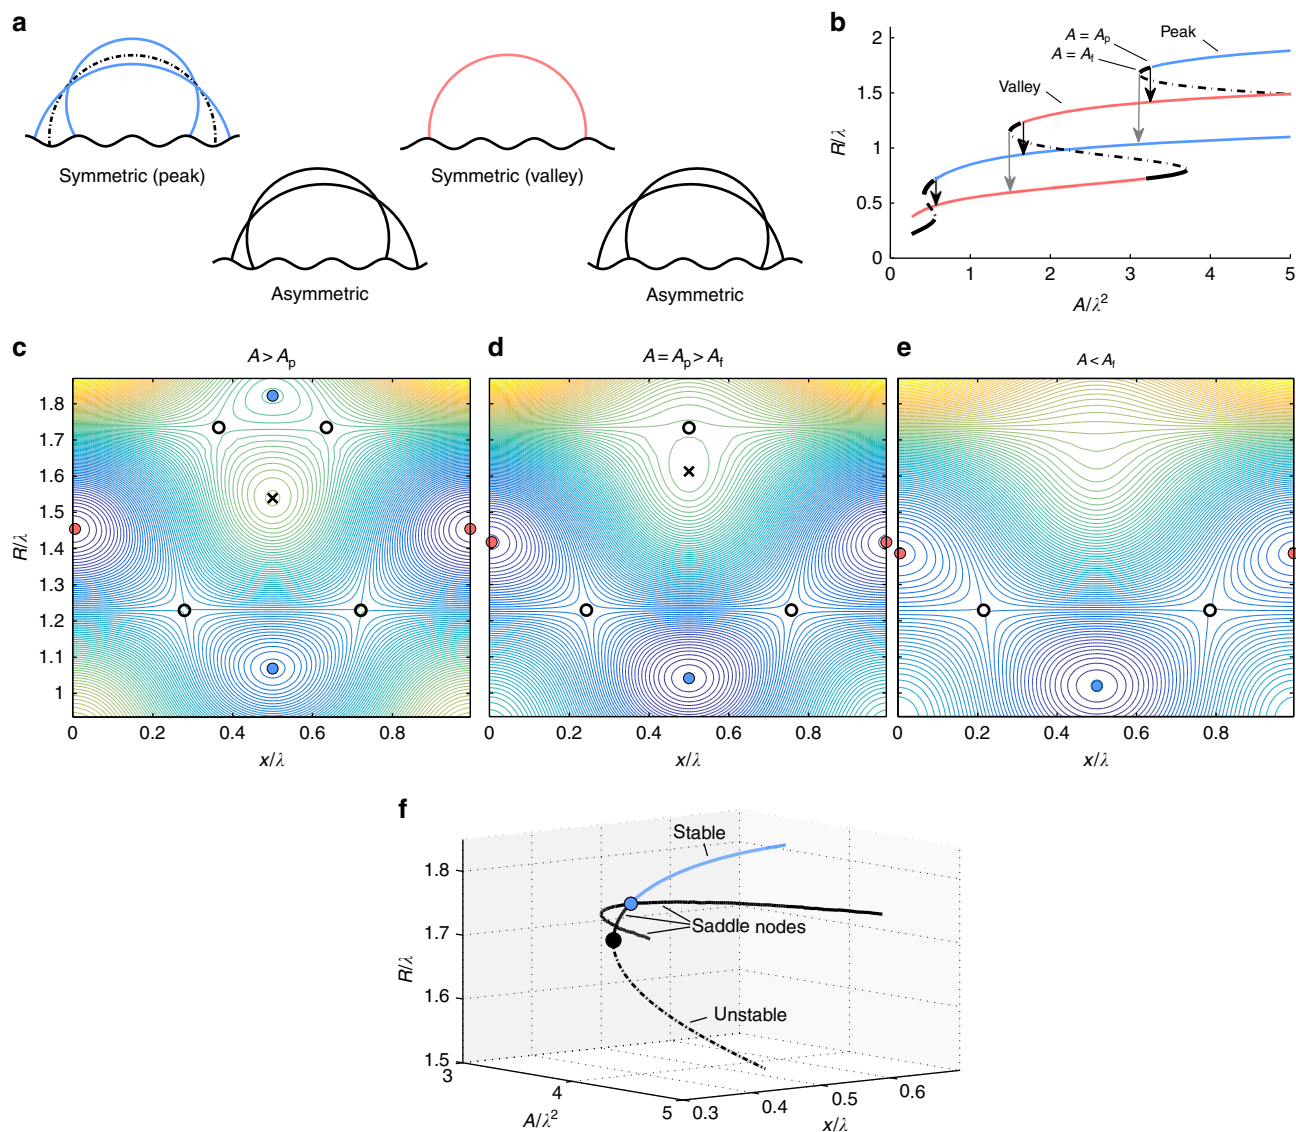 a
Symmetric (peak)
Symmetric (valley)
Asymmetric
Asymmetric
b
A = Ap
A = Af
Peak
Valley
R/λ
2
1.5
1
0.5
0
0
1
2
3
4
5
A/λ²
c
A > Ap
R/λ
1.8
1.7
1.6
1.5
1.4
1.3
1.2
1.1
1
0
0.2
0.4
0.6
0.8
x/λ
d
A = Ap > Af
0
0.2
0.4
0.6
0.8
x/λ
e
A < Af
0
0.2
0.4
0.6
0.8
x/λ
f
Stable
Saddle nodes
Unstable
R/λ
1.8
1.7
1.6
1.5
3
4
5
A/λ²
0.3
0.4
0.5
0.6
x/λ